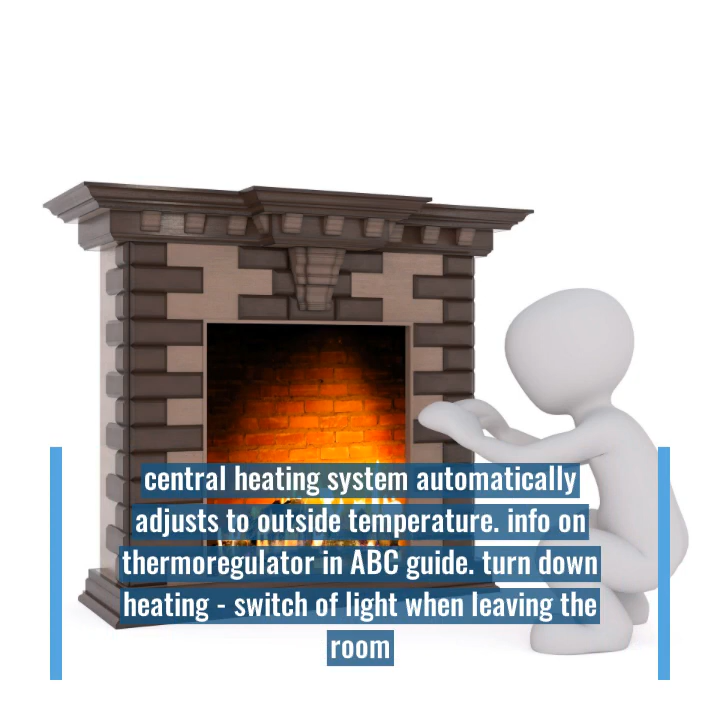 central heating system automatically
adjusts to outside temperature. info on
thermoregulator in ABC guide. turn down
heating - switch of light when leaving the
room